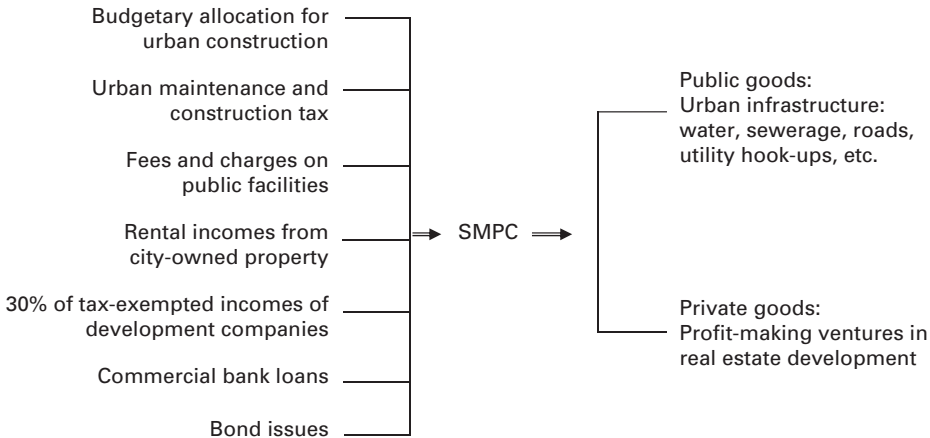 Budgetary allocation for
urban construction
Urban maintenance and
construction tax
Fees and charges on
public facilities
Rental incomes from
city-owned property
30% of tax-exempted incomes of
development companies
Commercial bank loans
Bond issues
SMPC
Public goods:
Urban infrastructure:
water, sewerage, roads,
utility hook-ups, etc.
Private goods:
Profit-making ventures in
real estate development